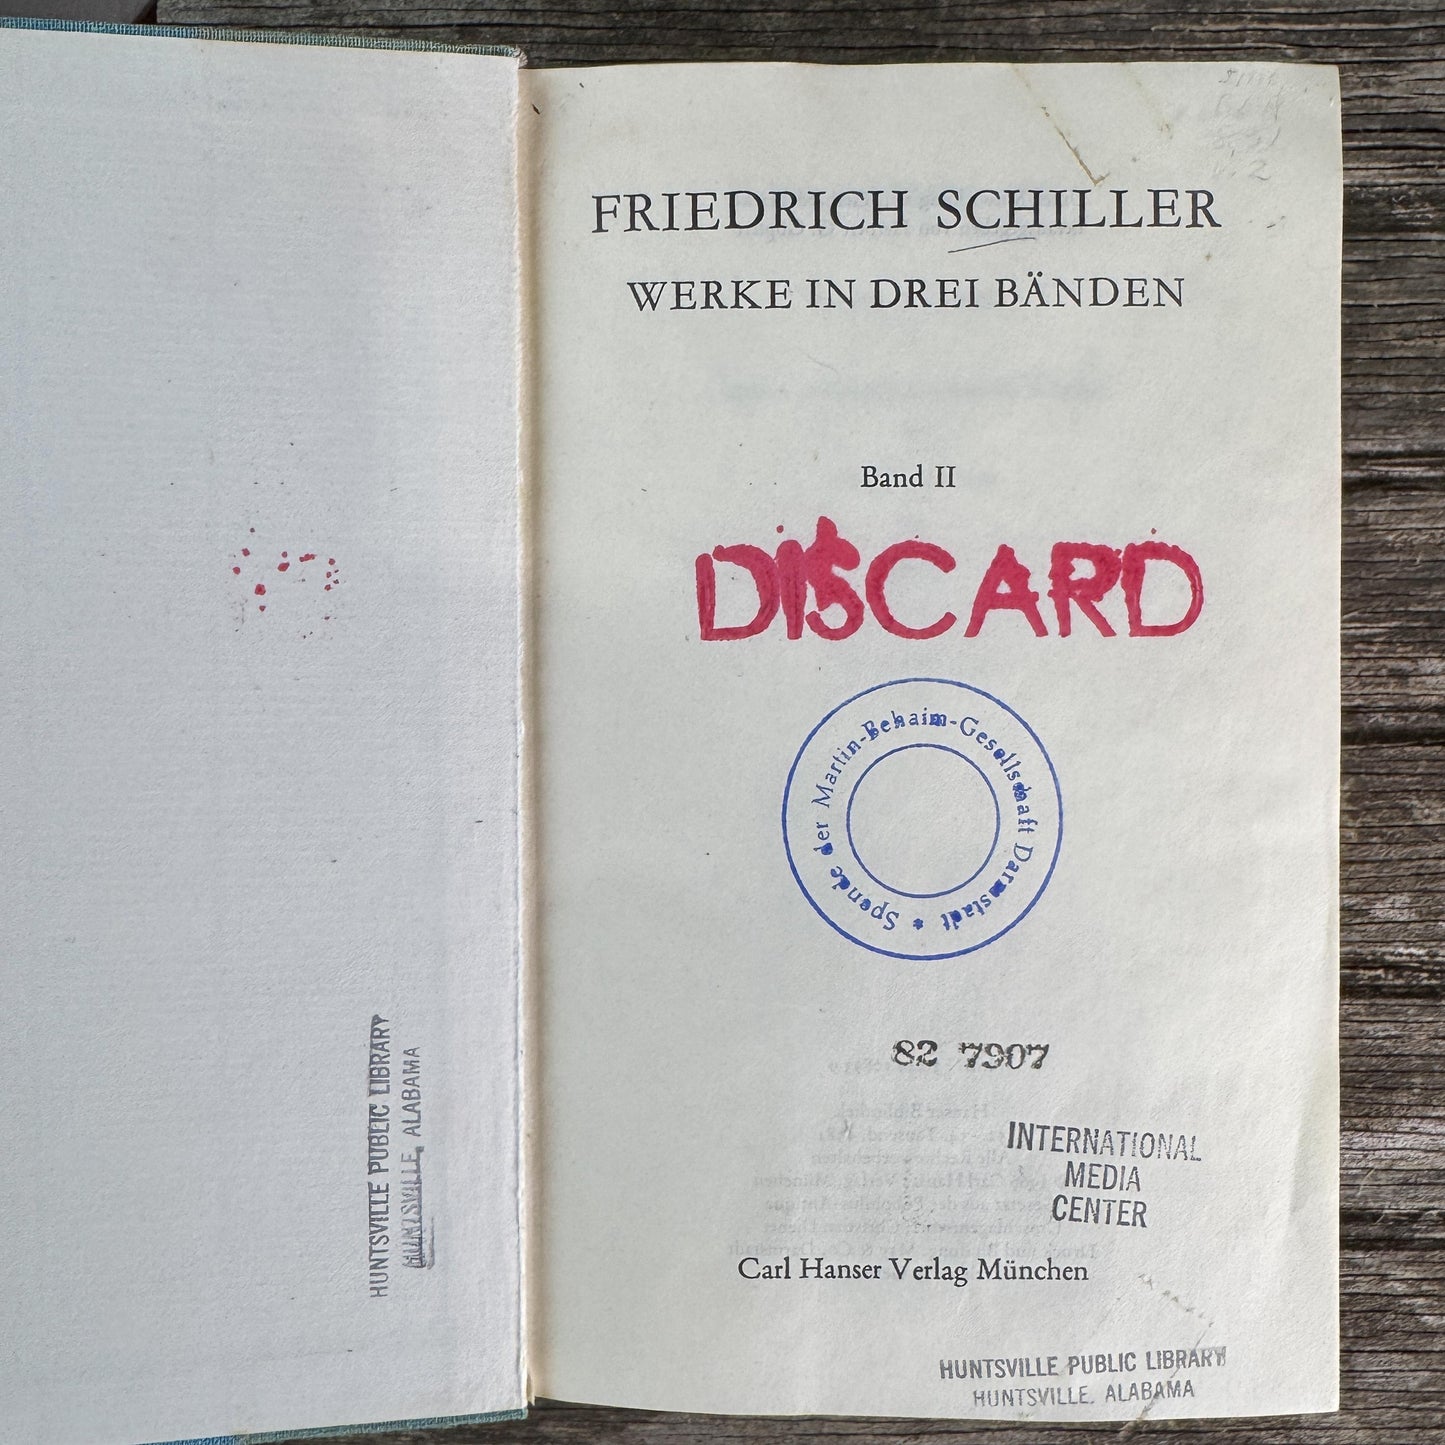 HUNTSVILLE PUBLIC LIBRARY
HUNTSVILLE, ALABAMA
v. 2
FRIEDRICH SCHILLER
WERKE IN DREI BÄNDEN
Band II
DISCARD
Spende der Martin-Behaim-Gesellschaft Darmstadt *
82 7907
INTERNATIONAL
MEDIA
CENTER
Carl Hanser Verlag München
HUNTSVILLE PUBLIC LIBRARY
HUNTSVILLE, ALABAMA